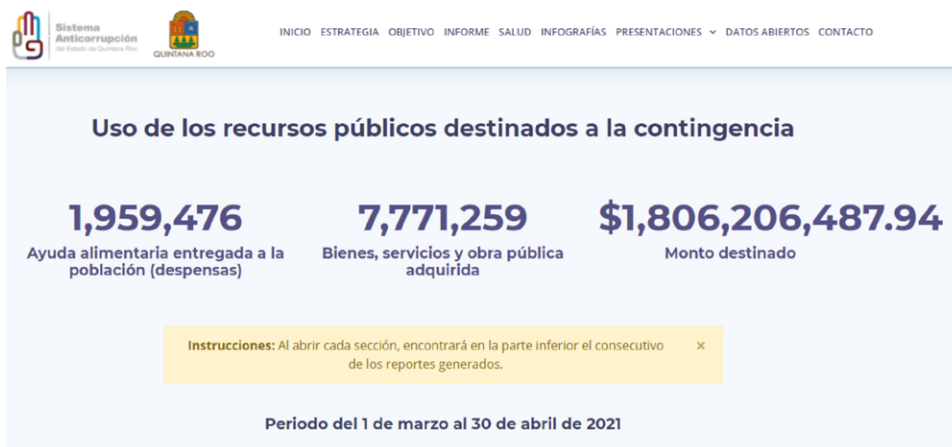 Sistema
Anticorrupción
del Estado de Quintana Roo
QUINTANA ROO
INICIO ESTRATEGIA OBJETIVO INFORME SALUD INFOGRAFÍAS PRESENTACIONES DATOS ABIERTOS CONTACTO
Uso de los recursos públicos destinados a la contingencia
1,959,476
Ayuda alimentaria entregada a la
población (despensas)
7,771,259
Bienes, servicios y obra pública
adquirida
$1,806,206,487.94
Monto destinado
Instrucciones: Al abrir cada sección, encontrará en la parte inferior el consecutivo
de los reportes generados.
×
Periodo del 1 de marzo al 30 de abril de 2021